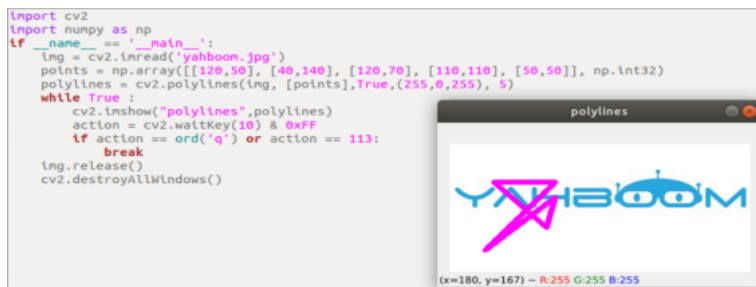 import cv2
import numpy as np
if __name__ == '__main__':
    img = cv2.imread('yahboom.jpg')
    points = np.array([[120,50], [40,140], [120,70], [110,110], [50,50]], np.int32)
    polylines = cv2.polylines(img, [points],True,(255,0,255), 5)
    while True :
        cv2.imshow("polylines",polylines)
        action = cv2.waitKey(10) & 0xFF
        if action == ord('q') or action == 113:
            break
    img.release()
    cv2.destroyAllWindows()
polylines
YAHBOOM
(x=180, y=167) ~ R:255 G:255 B:255